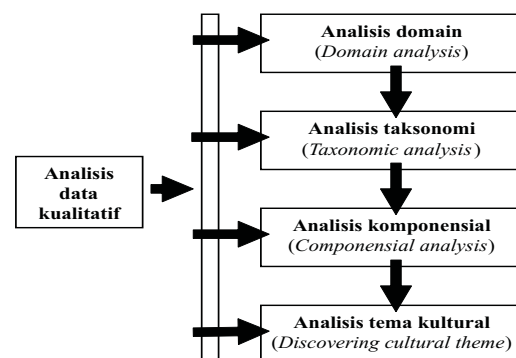 Analisis domain
(Domain analysis)
Analisis taksonomi
(Taxonomic analysis)
Analisis
data
kualitatif
Analisis komponensial
(Componensial analysis)
Analisis tema kultural
(Discovering cultural theme)